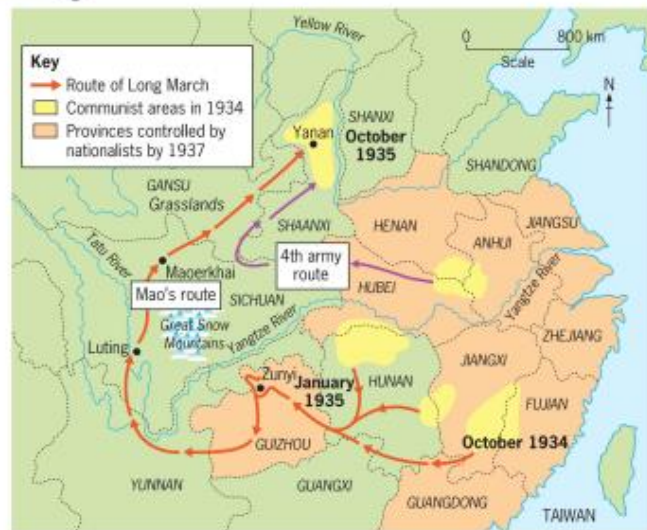 Key
Route of Long March
Communist areas in 1934
Provinces controlled by
nationalists by 1937
Yellow River
0 800 km
Scale
N
SHANXI
Yanan
October
1935
SHANDONG
GANSU
Grasslands
SHAANXI
HENAN
JIANGSU
ANHUI
Tatu River
Maoerkhai
4th army
route
Mao's route
SICHUAN
HUBEI
Yangtze River
Great Snow
Mountains
Yangtze River
ZHEJIANG
Luting
Zunyi
January
1935
HUNAN
JIANGXI
FUJIAN
GUIZHOU
October 1934
YUNNAN
GUANGXI
GUANGDONG
TAIWAN